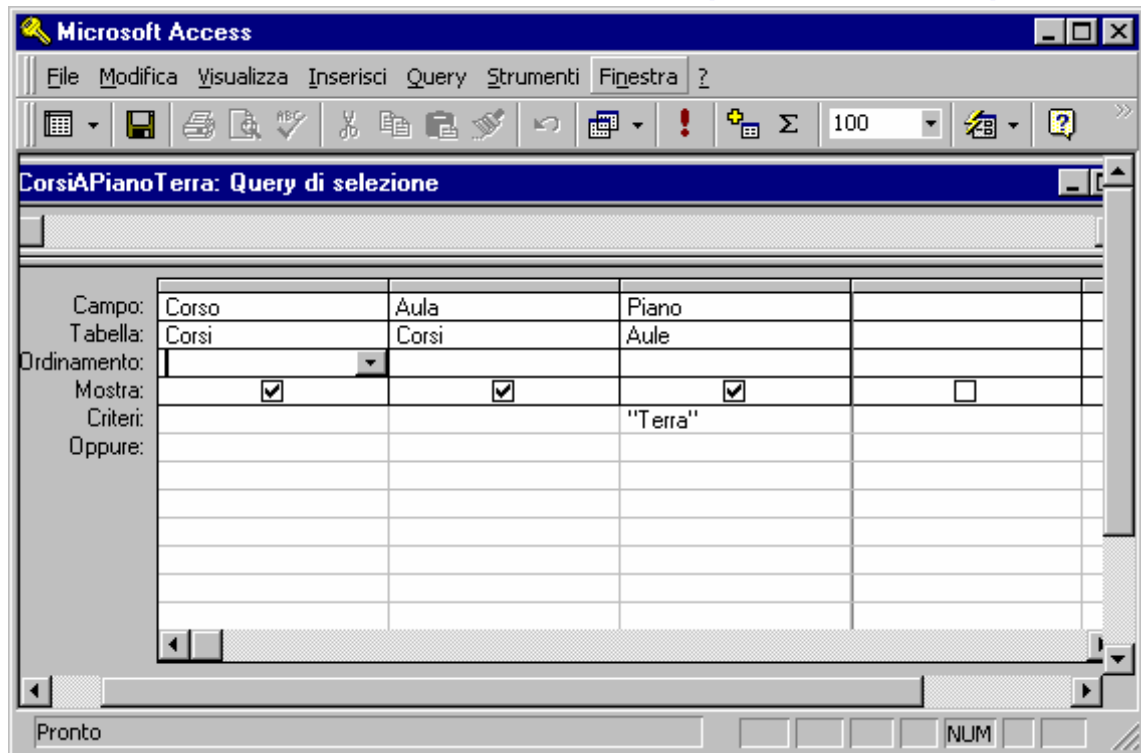 Microsoft Access
File Modifica Visualizza Inserisci Query Strumenti Finestra ?
ABC Σ 100
CorsiAPianoTerra: Query di selezione
Campo: Corso Aula Piano
Tabella: Corsi Corsi Aule
Ordinamento:
Mostra:
Criteri: "Terra"
Oppure:
Pronto NUM